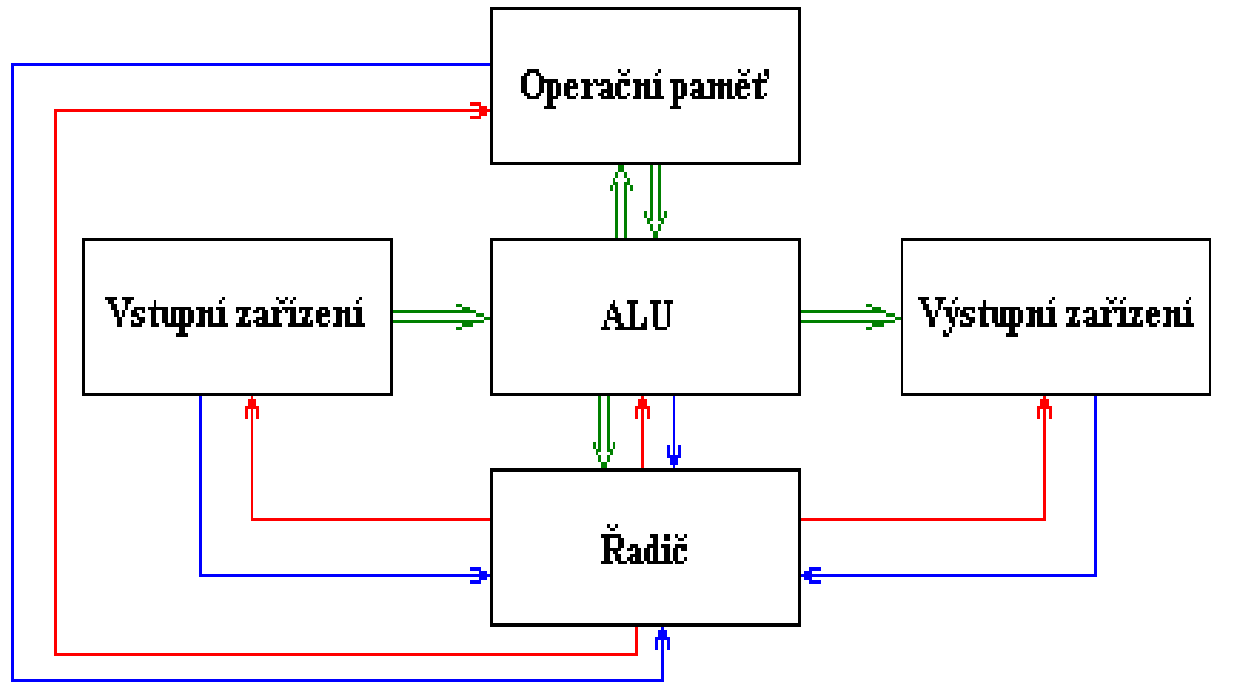 Operační paměť
Vstupní zařízení
ALU
Výstupní zařízení
Řadič